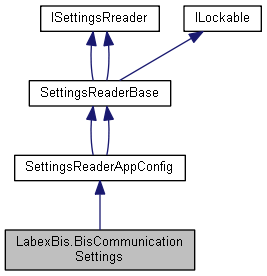 ISettingsRreader
ILockable
SettingsReaderBase
SettingsReaderAppConfig
LabexBis.BisCommunication
Settings